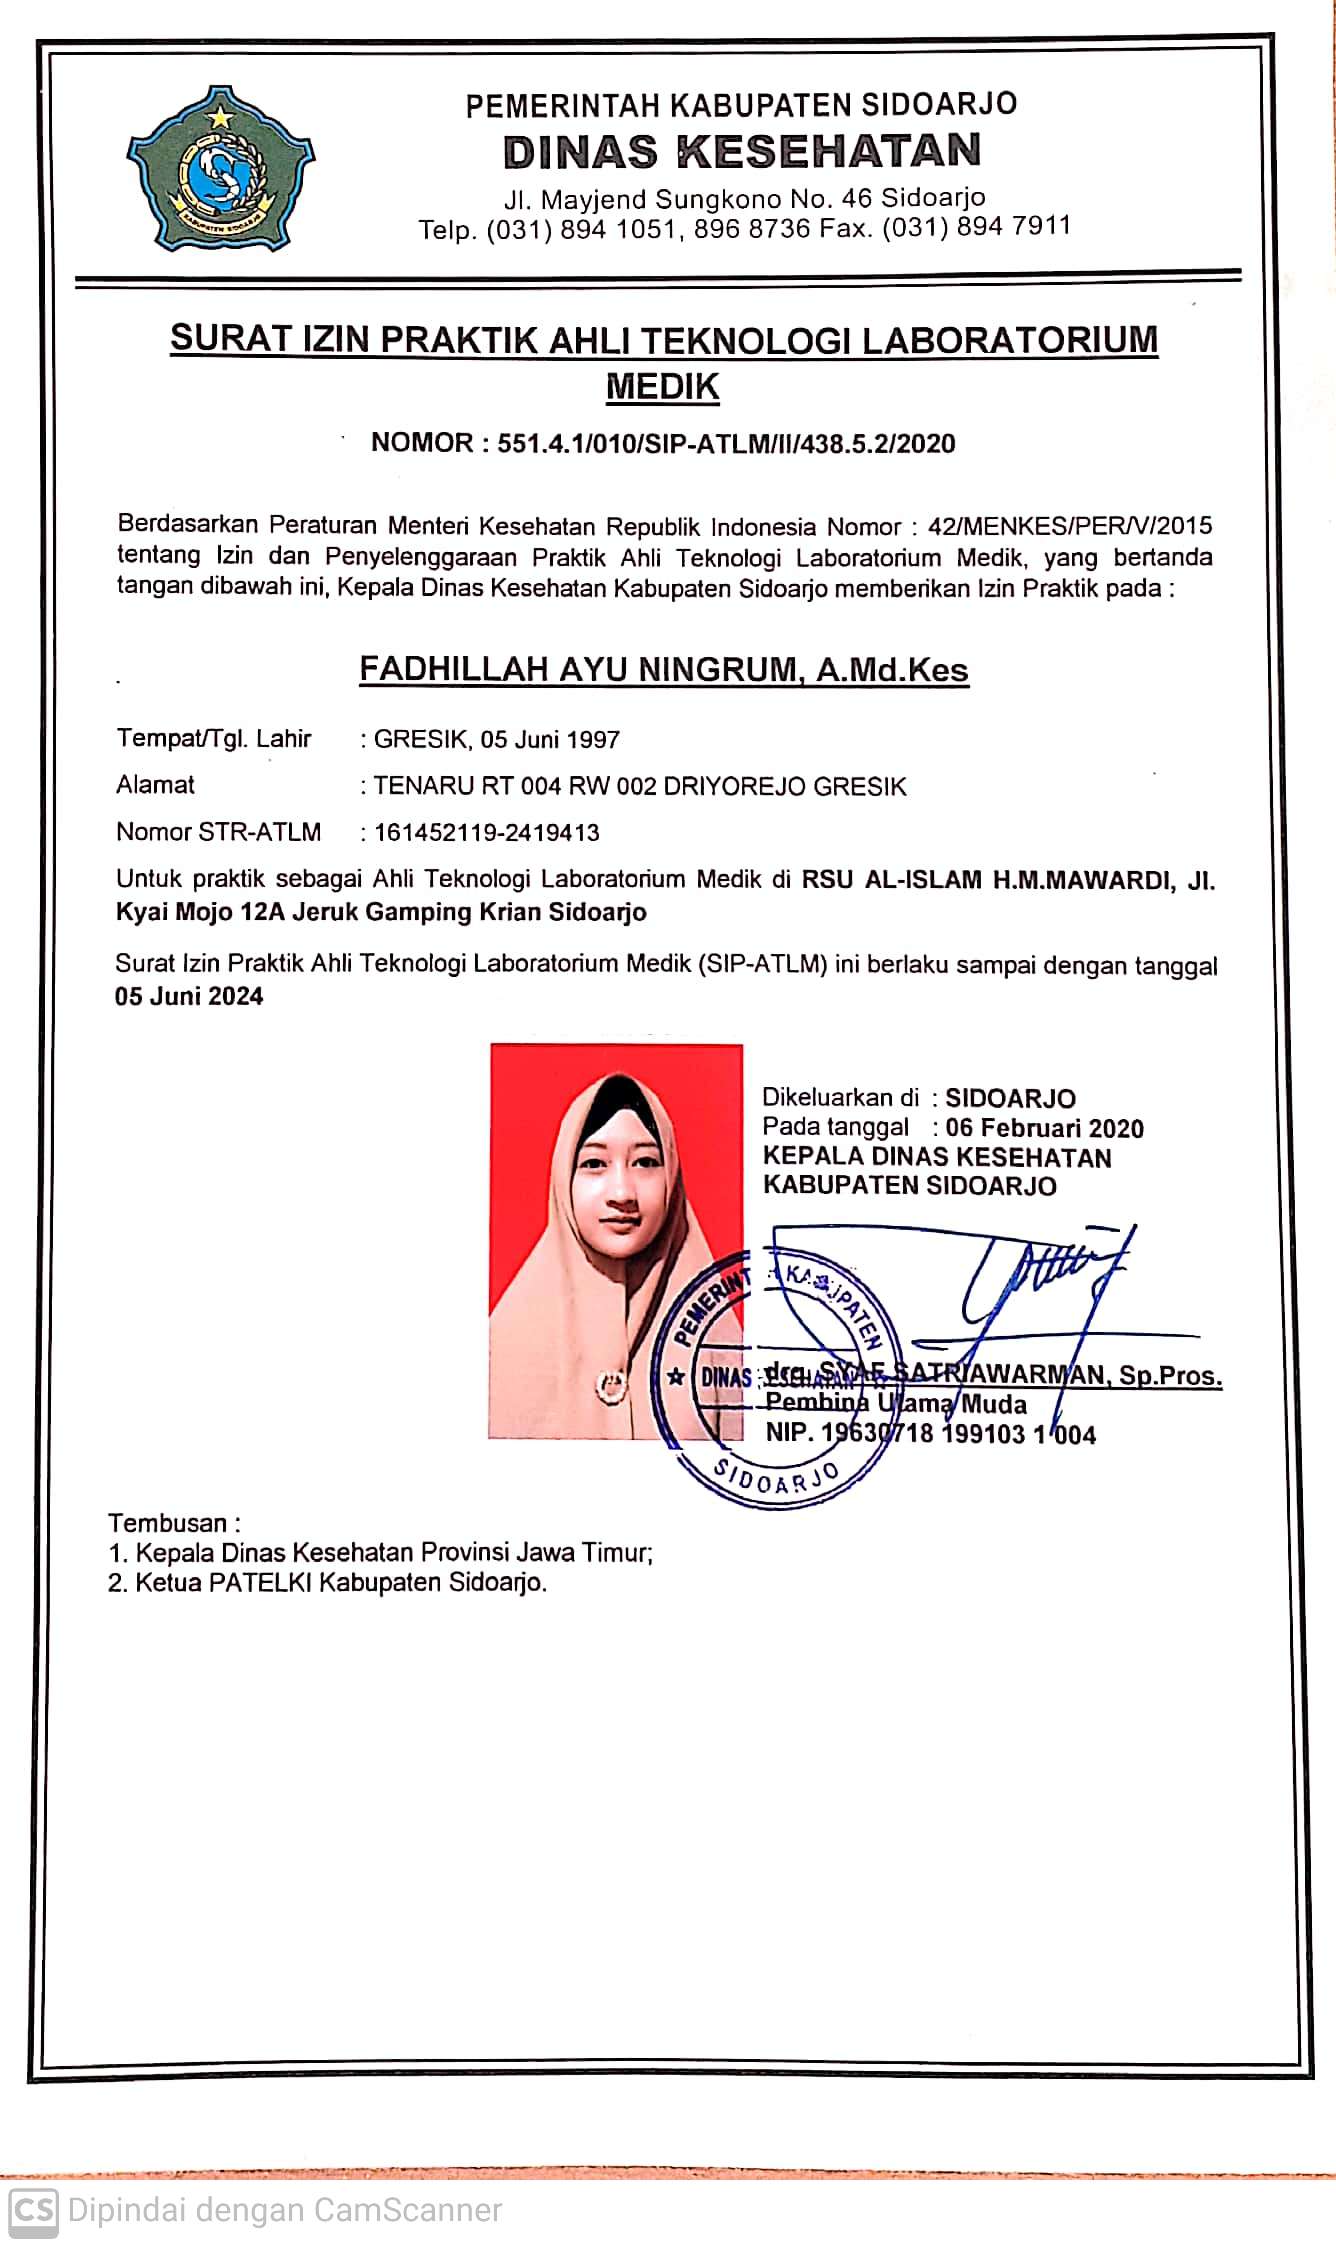 PEMERINTAH KABUPATEN SIDOARJO
DINAS KESEHATAN
Jl. Mayjend Sungkono No. 46 Sidoarjo
Telp. (031) 894 1051, 896 8736 Fax. (031) 894 7911
KABUPATEN SIDOARJO
SURAT IZIN PRAKTIK AHLI TEKNOLOGI LABORATORIUM
MEDIK
NOMOR : 551.4.1/010/SIP-ATLM/II/438.5.2/2020
Berdasarkan Peraturan Menteri Kesehatan Republik Indonesia Nomor : 42/MENKES/PER/V/2015
tentang Izin dan Penyelenggaraan Praktik Ahli Teknologi Laboratorium Medik, yang bertanda
tangan dibawah ini, Kepala Dinas Kesehatan Kabupaten Sidoarjo memberikan Izin Praktik pada :
FADHILLAH AYU NINGRUM, A.Md.Kes
Tempat/Tgl. Lahir : GRESIK, 05 Juni 1997
Alamat : TENARU RT 004 RW 002 DRIYOREJO GRESIK
Nomor STR-ATLM : 161452119-2419413
Untuk praktik sebagai Ahli Teknologi Laboratorium Medik di RSU AL-ISLAM H.M.MAWARDI, Jl.
Kyai Mojo 12A Jeruk Gamping Krian Sidoarjo
Surat Izin Praktik Ahli Teknologi Laboratorium Medik (SIP-ATLM) ini berlaku sampai dengan tanggal
05 Juni 2024
Dikeluarkan di : SIDOARJO
Pada tanggal : 06 Februari 2020
KEPALA DINAS KESEHATAN
KABUPATEN SIDOARJO
PEMERINTA KABUPATEN
DINAS KESEHATAN
SIDOARJO
drg. SYAF SATRIAWARMAN, Sp.Pros.
Pembina Utama Muda
NIP. 19630718 199103 1 004
Tembusan :
1. Kepala Dinas Kesehatan Provinsi Jawa Timur;
2. Ketua PATELKI Kabupaten Sidoarjo.
CS Dipindai dengan CamScanner